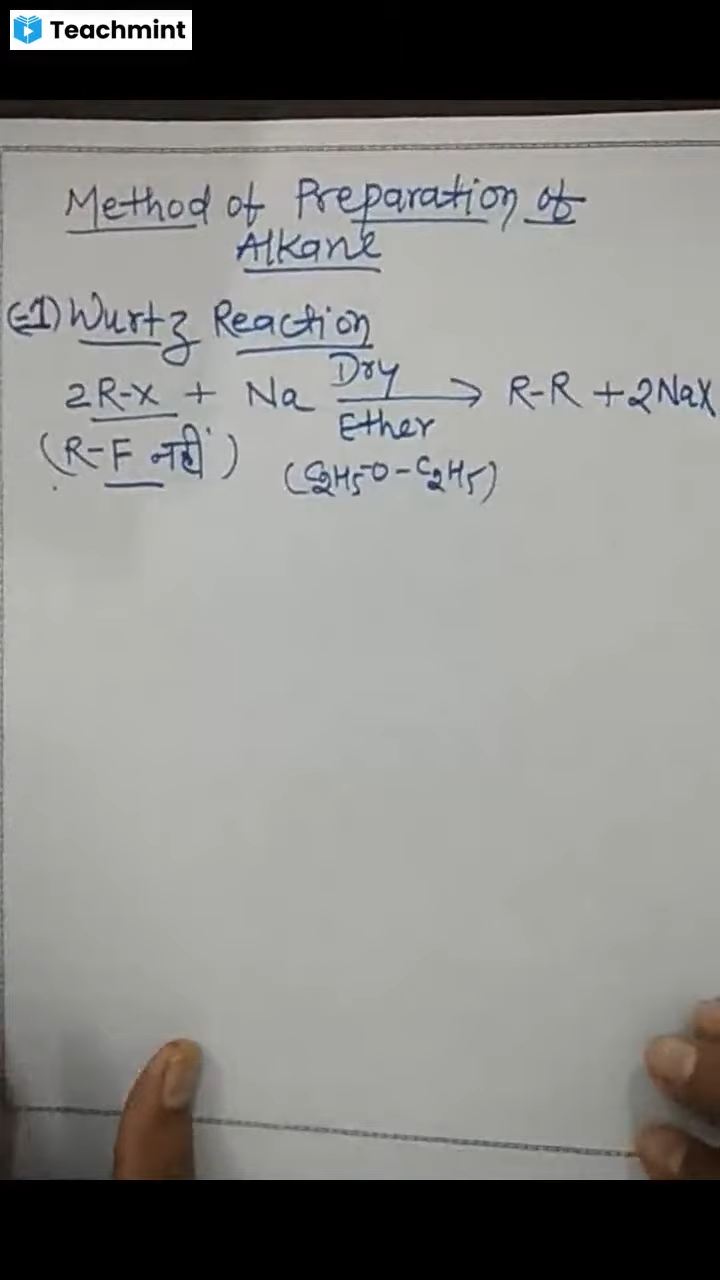 Teachmint
Method of Preparation of
Alkane
(-1) Wurtz Reaction
2R-X + Na Dry Ether → R-R + 2NaX
(R-F नहीं) (C₂H₅-O-C₂H₅)